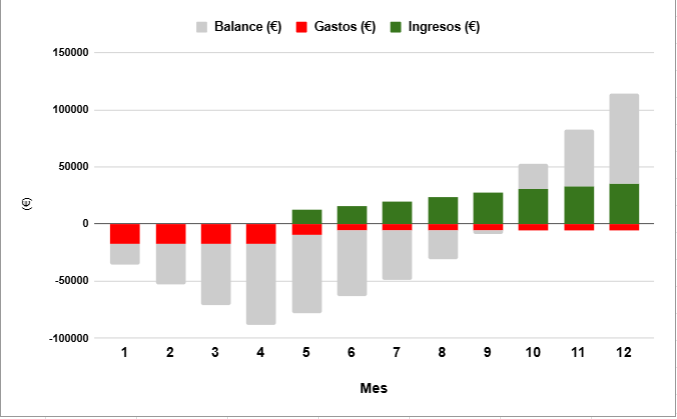 Balance (€) Gastos (€) Ingresos (€)
150000
100000
50000
0
-50000
-100000
(€)
1 2 3 4 5 6 7 8 9 10 11 12
Mes